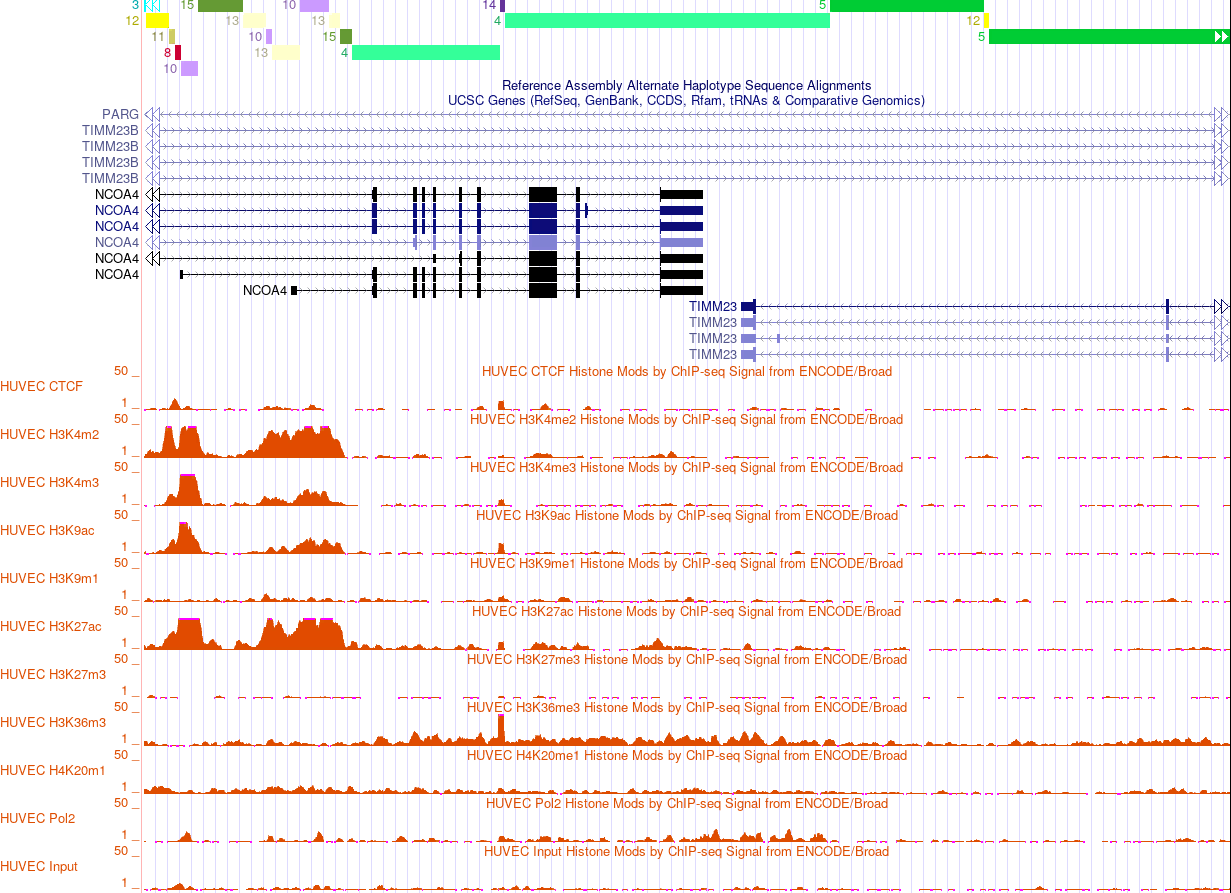 3 15 10 14 5
12 13 13 4 12
11 10 15 5
8 13 4
10
Reference Assembly Alternate Haplotype Sequence Alignments
UCSC Genes (RefSeq, GenBank, CCDS, Rfam, tRNAs & Comparative Genomics)
PARG
TIMM23B
TIMM23B
TIMM23B
TIMM23B
NCOA4
NCOA4
NCOA4
NCOA4
NCOA4
NCOA4
NCOA4
TIMM23
TIMM23
TIMM23
TIMM23
50 _ HUVEC CTCF Histone Mods by ChIP-seq Signal from ENCODE/Broad
HUVEC CTCF
1 _
50 _ HUVEC H3K4me2 Histone Mods by ChIP-seq Signal from ENCODE/Broad
HUVEC H3K4m2
1 _
50 _ HUVEC H3K4me3 Histone Mods by ChIP-seq Signal from ENCODE/Broad
HUVEC H3K4m3
1 _
50 _ HUVEC H3K9ac Histone Mods by ChIP-seq Signal from ENCODE/Broad
HUVEC H3K9ac
1 _
50 _ HUVEC H3K9me1 Histone Mods by ChIP-seq Signal from ENCODE/Broad
HUVEC H3K9m1
1 _
50 _ HUVEC H3K27ac Histone Mods by ChIP-seq Signal from ENCODE/Broad
HUVEC H3K27ac
1 _
50 _ HUVEC H3K27me3 Histone Mods by ChIP-seq Signal from ENCODE/Broad
HUVEC H3K27m3
1 _
50 _ HUVEC H3K36me3 Histone Mods by ChIP-seq Signal from ENCODE/Broad
HUVEC H3K36m3
1 _
50 _ HUVEC H4K20me1 Histone Mods by ChIP-seq Signal from ENCODE/Broad
HUVEC H4K20m1
1 _
50 _ HUVEC Pol2 Histone Mods by ChIP-seq Signal from ENCODE/Broad
HUVEC Pol2
1 _
50 _ HUVEC Input Histone Mods by ChIP-seq Signal from ENCODE/Broad
HUVEC Input
1 _